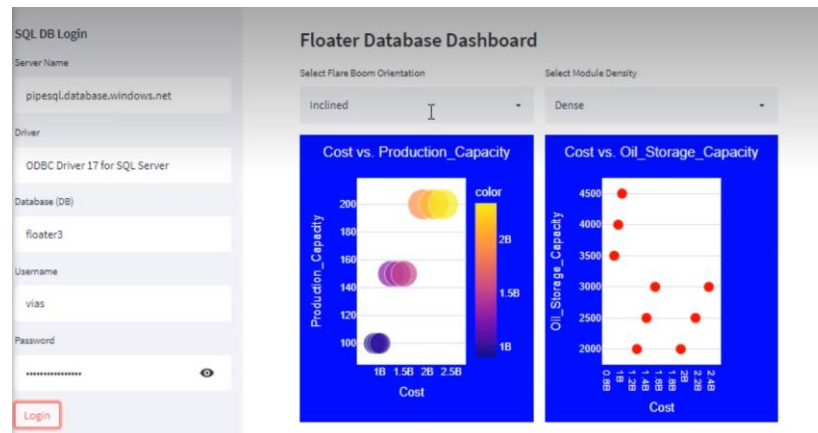 SQL DB Login
Server Name
pipesql.database.windows.net
Driver
ODBC Driver 17 for SQL Server
Database (DB)
floater3
Username
vias
Password
••••••••••••••••
Login
Floater Database Dashboard
Select Flare Boom Orientation
Inclined
Select Module Density
Dense
Cost vs. Production_Capacity
color
200
180
160
140
120
100
Production_Capacity
2B
1.5B
1B
1B 1.5B 2B 2.5B
Cost
Cost vs. Oil_Storage_Capacity
4500
4000
3500
3000
2500
2000
Oil_Storage_Capacity
0.8B
1B
1.2B
1.4B
1.6B
1.8B
2B
2.2B
2.4B
Cost